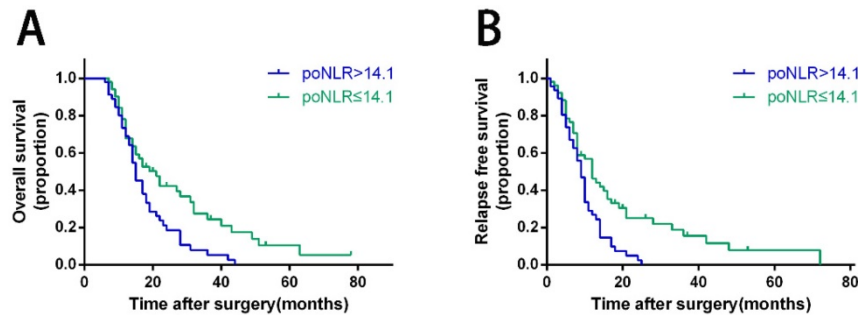 A
poNLR>14.1
poNLR≤14.1
Overall survival
(proportion)
1.0
0.8
0.6
0.4
0.2
0.0
0 20 40 60 80
Time after surgery(months)
B
poNLR>14.1
poNLR≤14.1
Relapse free survival
(proportion)
1.0
0.8
0.6
0.4
0.2
0.0
0 20 40 60 80
Time after surgery(months)